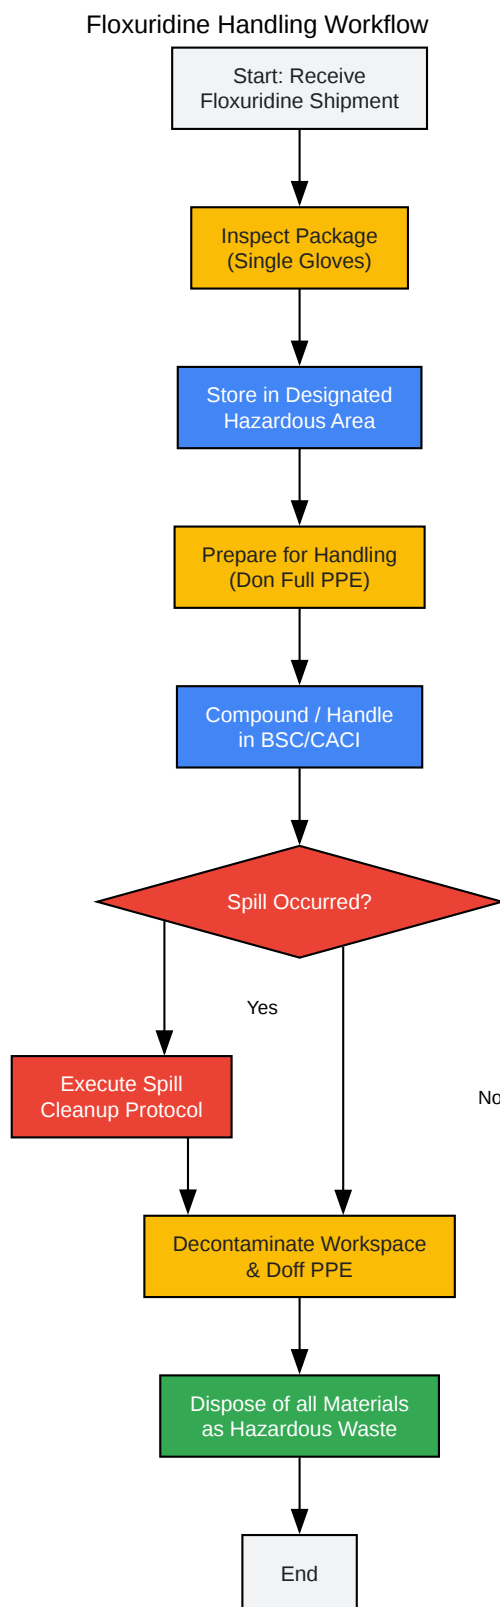 Floxuridine Handling Workflow
Start: Receive
Floxuridine Shipment
Inspect Package
(Single Gloves)
Store in Designated
Hazardous Area
Prepare for Handling
(Don Full PPE)
Compound / Handle
in BSC/CACI
Spill Occurred?
Yes
Execute Spill
Cleanup Protocol
No
Decontaminate Workspace
& Doff PPE
Dispose of all Materials
as Hazardous Waste
End